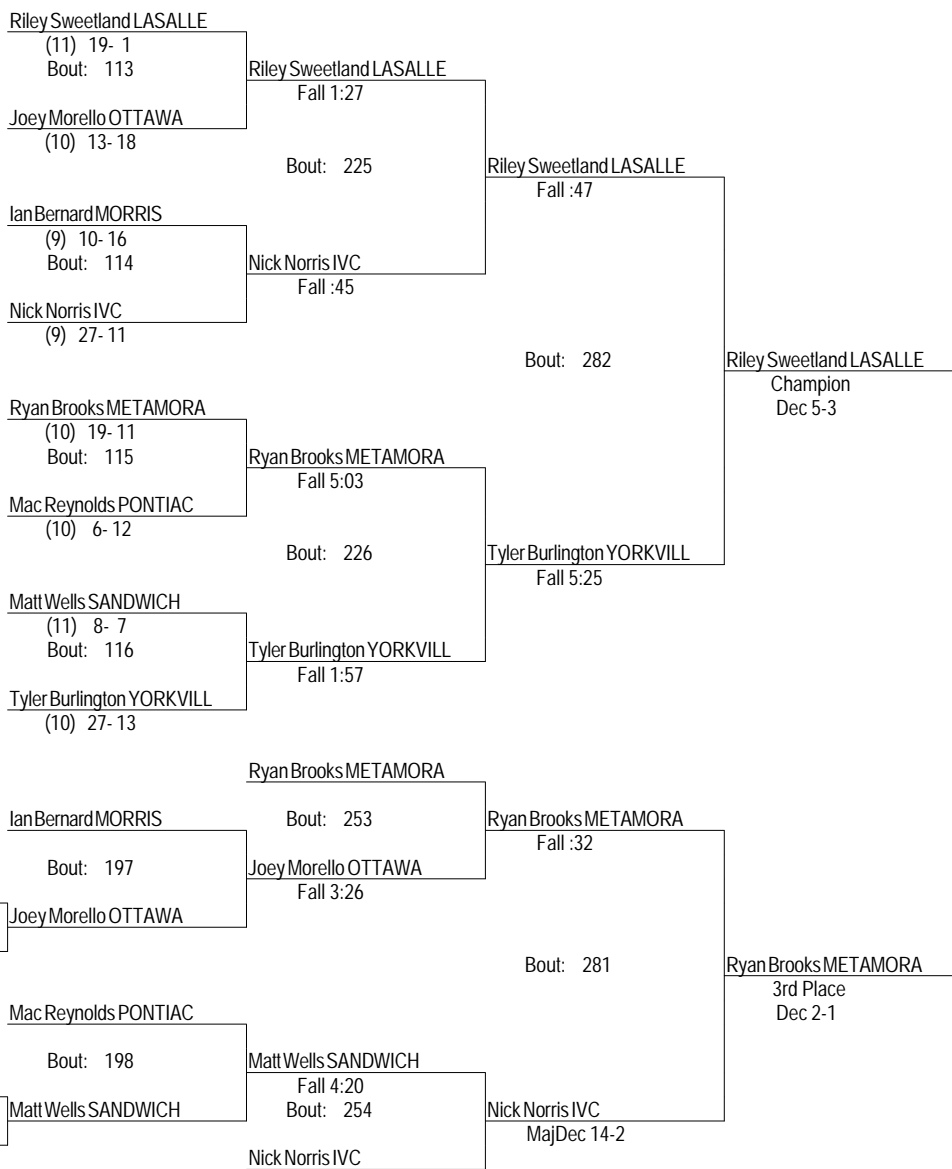 Riley Sweetland LASALLE
(11) 19- 1
Bout: 113
Riley Sweetland LASALLE
Fall 1:27
Joey Morello OTTAWA
(10) 13- 18
Bout: 225
Riley Sweetland LASALLE
Fall :47
Ian Bernard MORRIS
(9) 10- 16
Bout: 114
Nick Norris IVC
Fall :45
Nick Norris IVC
(9) 27- 11
Bout: 282
Riley Sweetland LASALLE
Champion
Dec 5-3
Ryan Brooks METAMORA
(10) 19- 11
Bout: 115
Ryan Brooks METAMORA
Fall 5:03
Mac Reynolds PONTIAC
(10) 6- 12
Bout: 226
Tyler Burlington YORKVILL
Fall 5:25
Matt Wells SANDWICH
(11) 8- 7
Bout: 116
Tyler Burlington YORKVILL
Fall 1:57
Tyler Burlington YORKVILL
(10) 27- 13
Ryan Brooks METAMORA
Ian Bernard MORRIS
Bout: 253
Ryan Brooks METAMORA
Fall :32
Bout: 197
Joey Morello OTTAWA
Fall 3:26
Joey Morello OTTAWA
Bout: 281
Ryan Brooks METAMORA
3rd Place
Dec 2-1
Mac Reynolds PONTIAC
Bout: 198
Matt Wells SANDWICH
Fall 4:20
Matt Wells SANDWICH
Bout: 254
Nick Norris IVC
MajDec 14-2
Nick Norris IVC